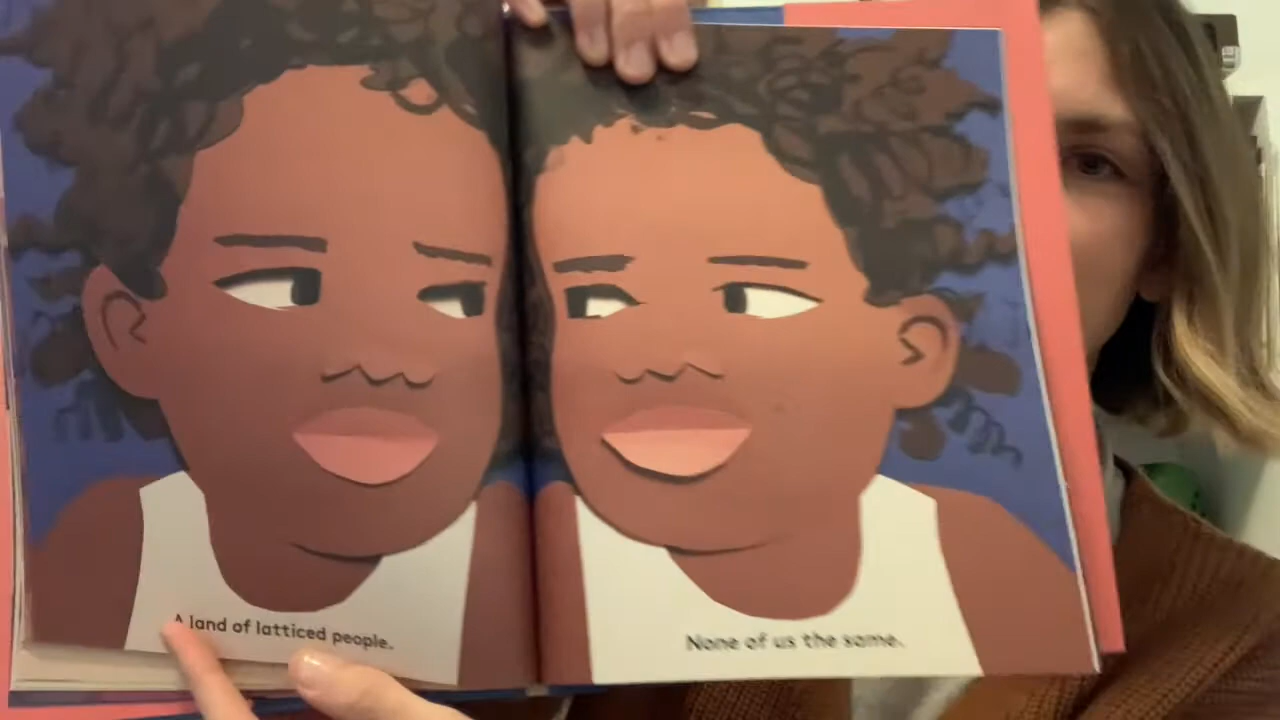 A land of latticed people.
None of us the same.